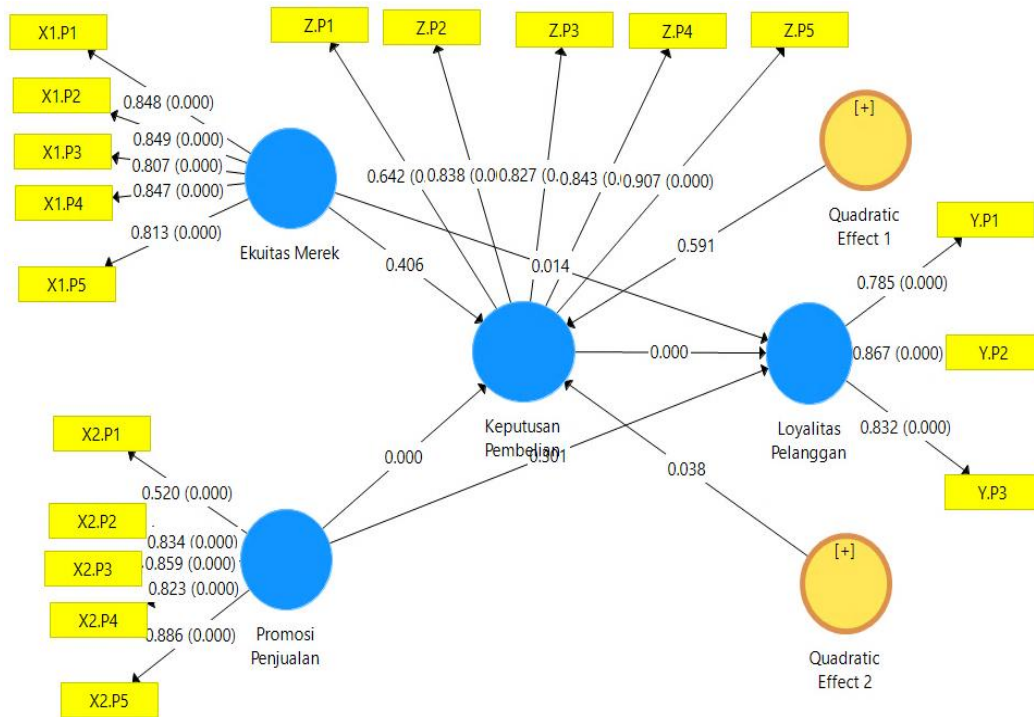 X1.P1
X1.P2
X1.P3
X1.P4
X1.P5
0.848 (0.000)
0.849 (0.000)
0.807 (0.000)
0.847 (0.000)
0.813 (0.000)
Ekuitas Merek
Z.P1
Z.P2
Z.P3
Z.P4
Z.P5
0.642
0.838
0.827
0.843
0.907 (0.000)
[+]
Quadratic
Effect 1
0.406
0.014
0.591
Keputusan
Pembelian
0.000
Y.P1
Y.P2
Y.P3
0.785 (0.000)
0.867 (0.000)
0.832 (0.000)
Loyalitas
Pelanggan
X2.P1
X2.P2
X2.P3
X2.P4
X2.P5
0.520 (0.000)
0.834 (0.000)
0.859 (0.000)
0.823 (0.000)
0.886 (0.000)
Promosi
Penjualan
0.000
0.301
0.038
[+]
Quadratic
Effect 2